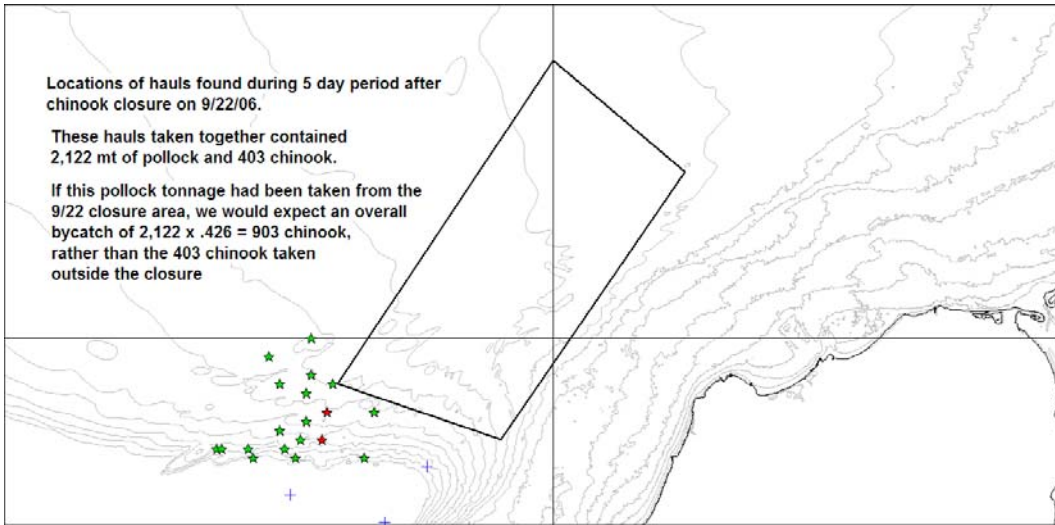 Locations of hauls found during 5 day period after
chinook closure on 9/22/06.
These hauls taken together contained
2,122 mt of pollock and 403 chinook.
If this pollock tonnage had been taken from the
9/22 closure area, we would expect an overall
bycatch of 2,122 x .426 = 903 chinook,
rather than the 403 chinook taken
outside the closure